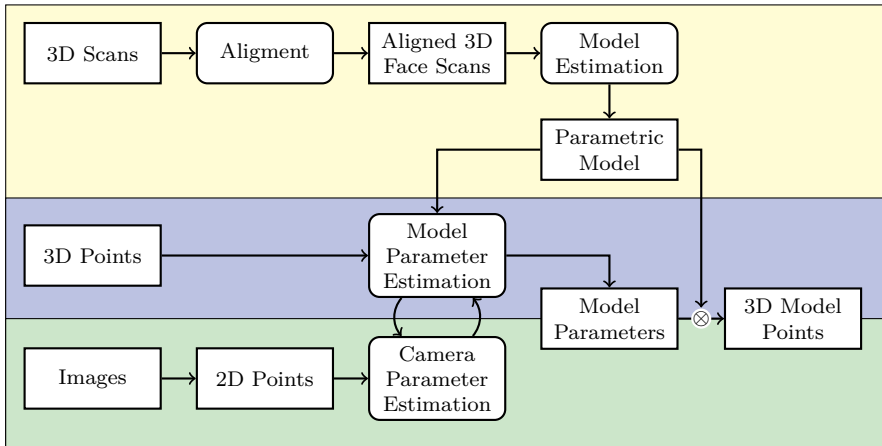 3D Scans
Aligment
Aligned 3D
Face Scans
Model
Estimation
Parametric
Model
3D Points
Model
Parameter
Estimation
Model
Parameters
⊗
3D Model
Points
Images
2D Points
Camera
Parameter
Estimation